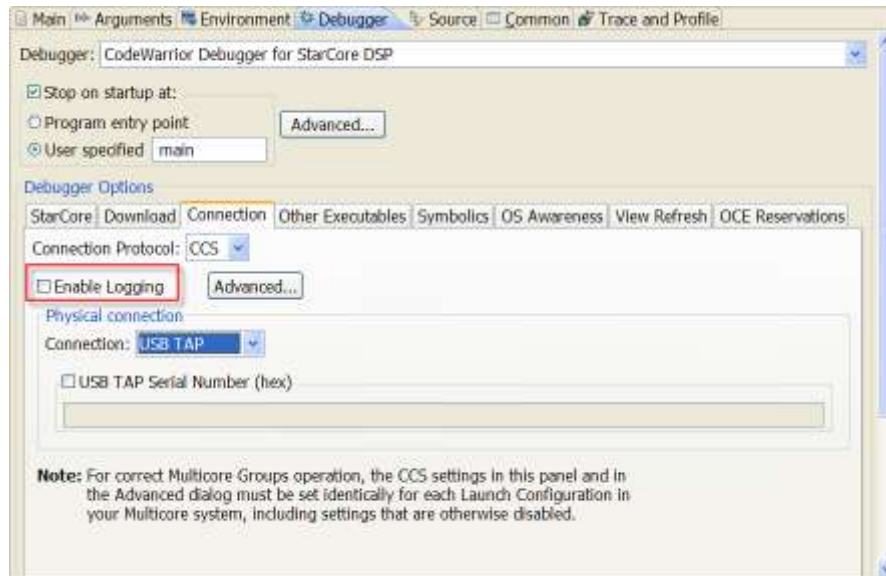 Main Arguments Environment Debugger Source Common Trace and Profile
Debugger: CodeWarrior Debugger for StarCore DSP
Stop on startup at:
Program entry point Advanced...
User specified main
Debugger Options
StarCore Download Connection Other Executables Symbolics OS Awareness View Refresh OCE Reservations
Connection Protocol: CCS
Enable Logging Advanced...
Physical connection
Connection: USB TAP
USB TAP Serial Number (hex)
Note: For correct Multicore Groups operation, the CCS settings in this panel and in
the Advanced dialog must be set identically for each Launch Configuration in
your Multicore system, including settings that are otherwise disabled.